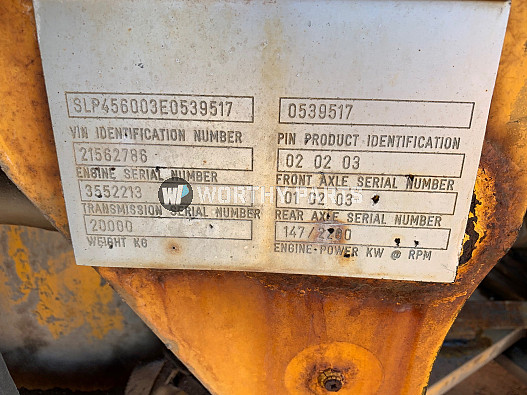 SLP456003E0539517 0539517
VIN IDENTIFICATION NUMBER PIN PRODUCT IDENTIFICATION
21562786 02 02 03
ENGINE SERIAL NUMBER FRONT AXLE SERIAL NUMBER
3552213 01 02 03
WORTHY PARTS
TRANSMISSION SERIAL NUMBER REAR AXLE SERIAL NUMBER
20000 147/2200
WEIGHT KG ENGINE-POWER KW @ RPM